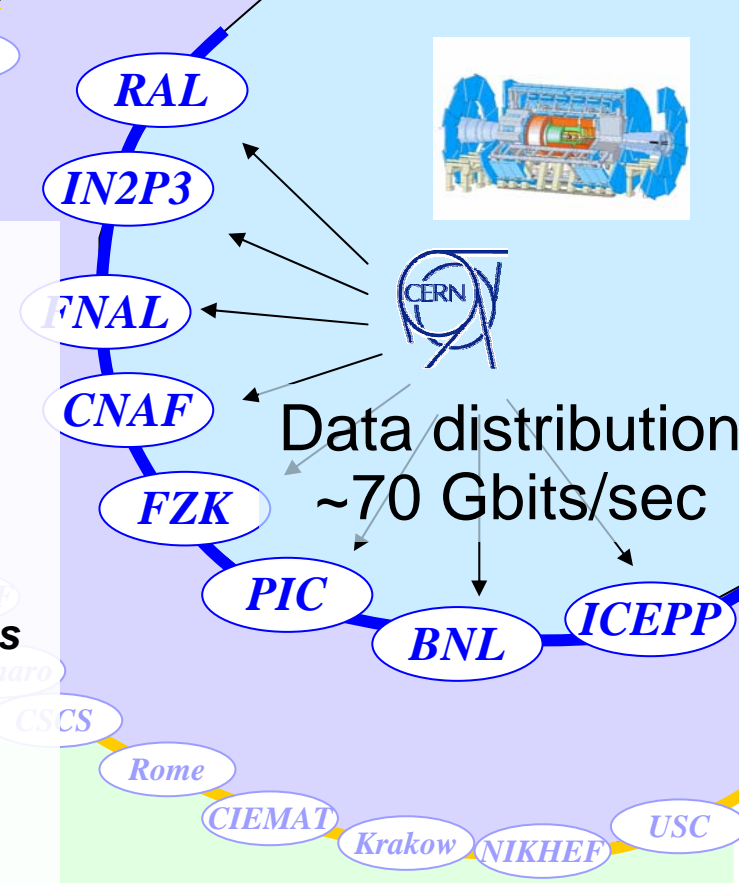 RAL
IN2P3
CERN
FNAL
CNAF
Data distribution
~70 Gbits/sec
FZK
PIC
ICEPP
BNL
s
naro
CSCS
Rome
CIEMAT
Krakow
NIKHEF
USC